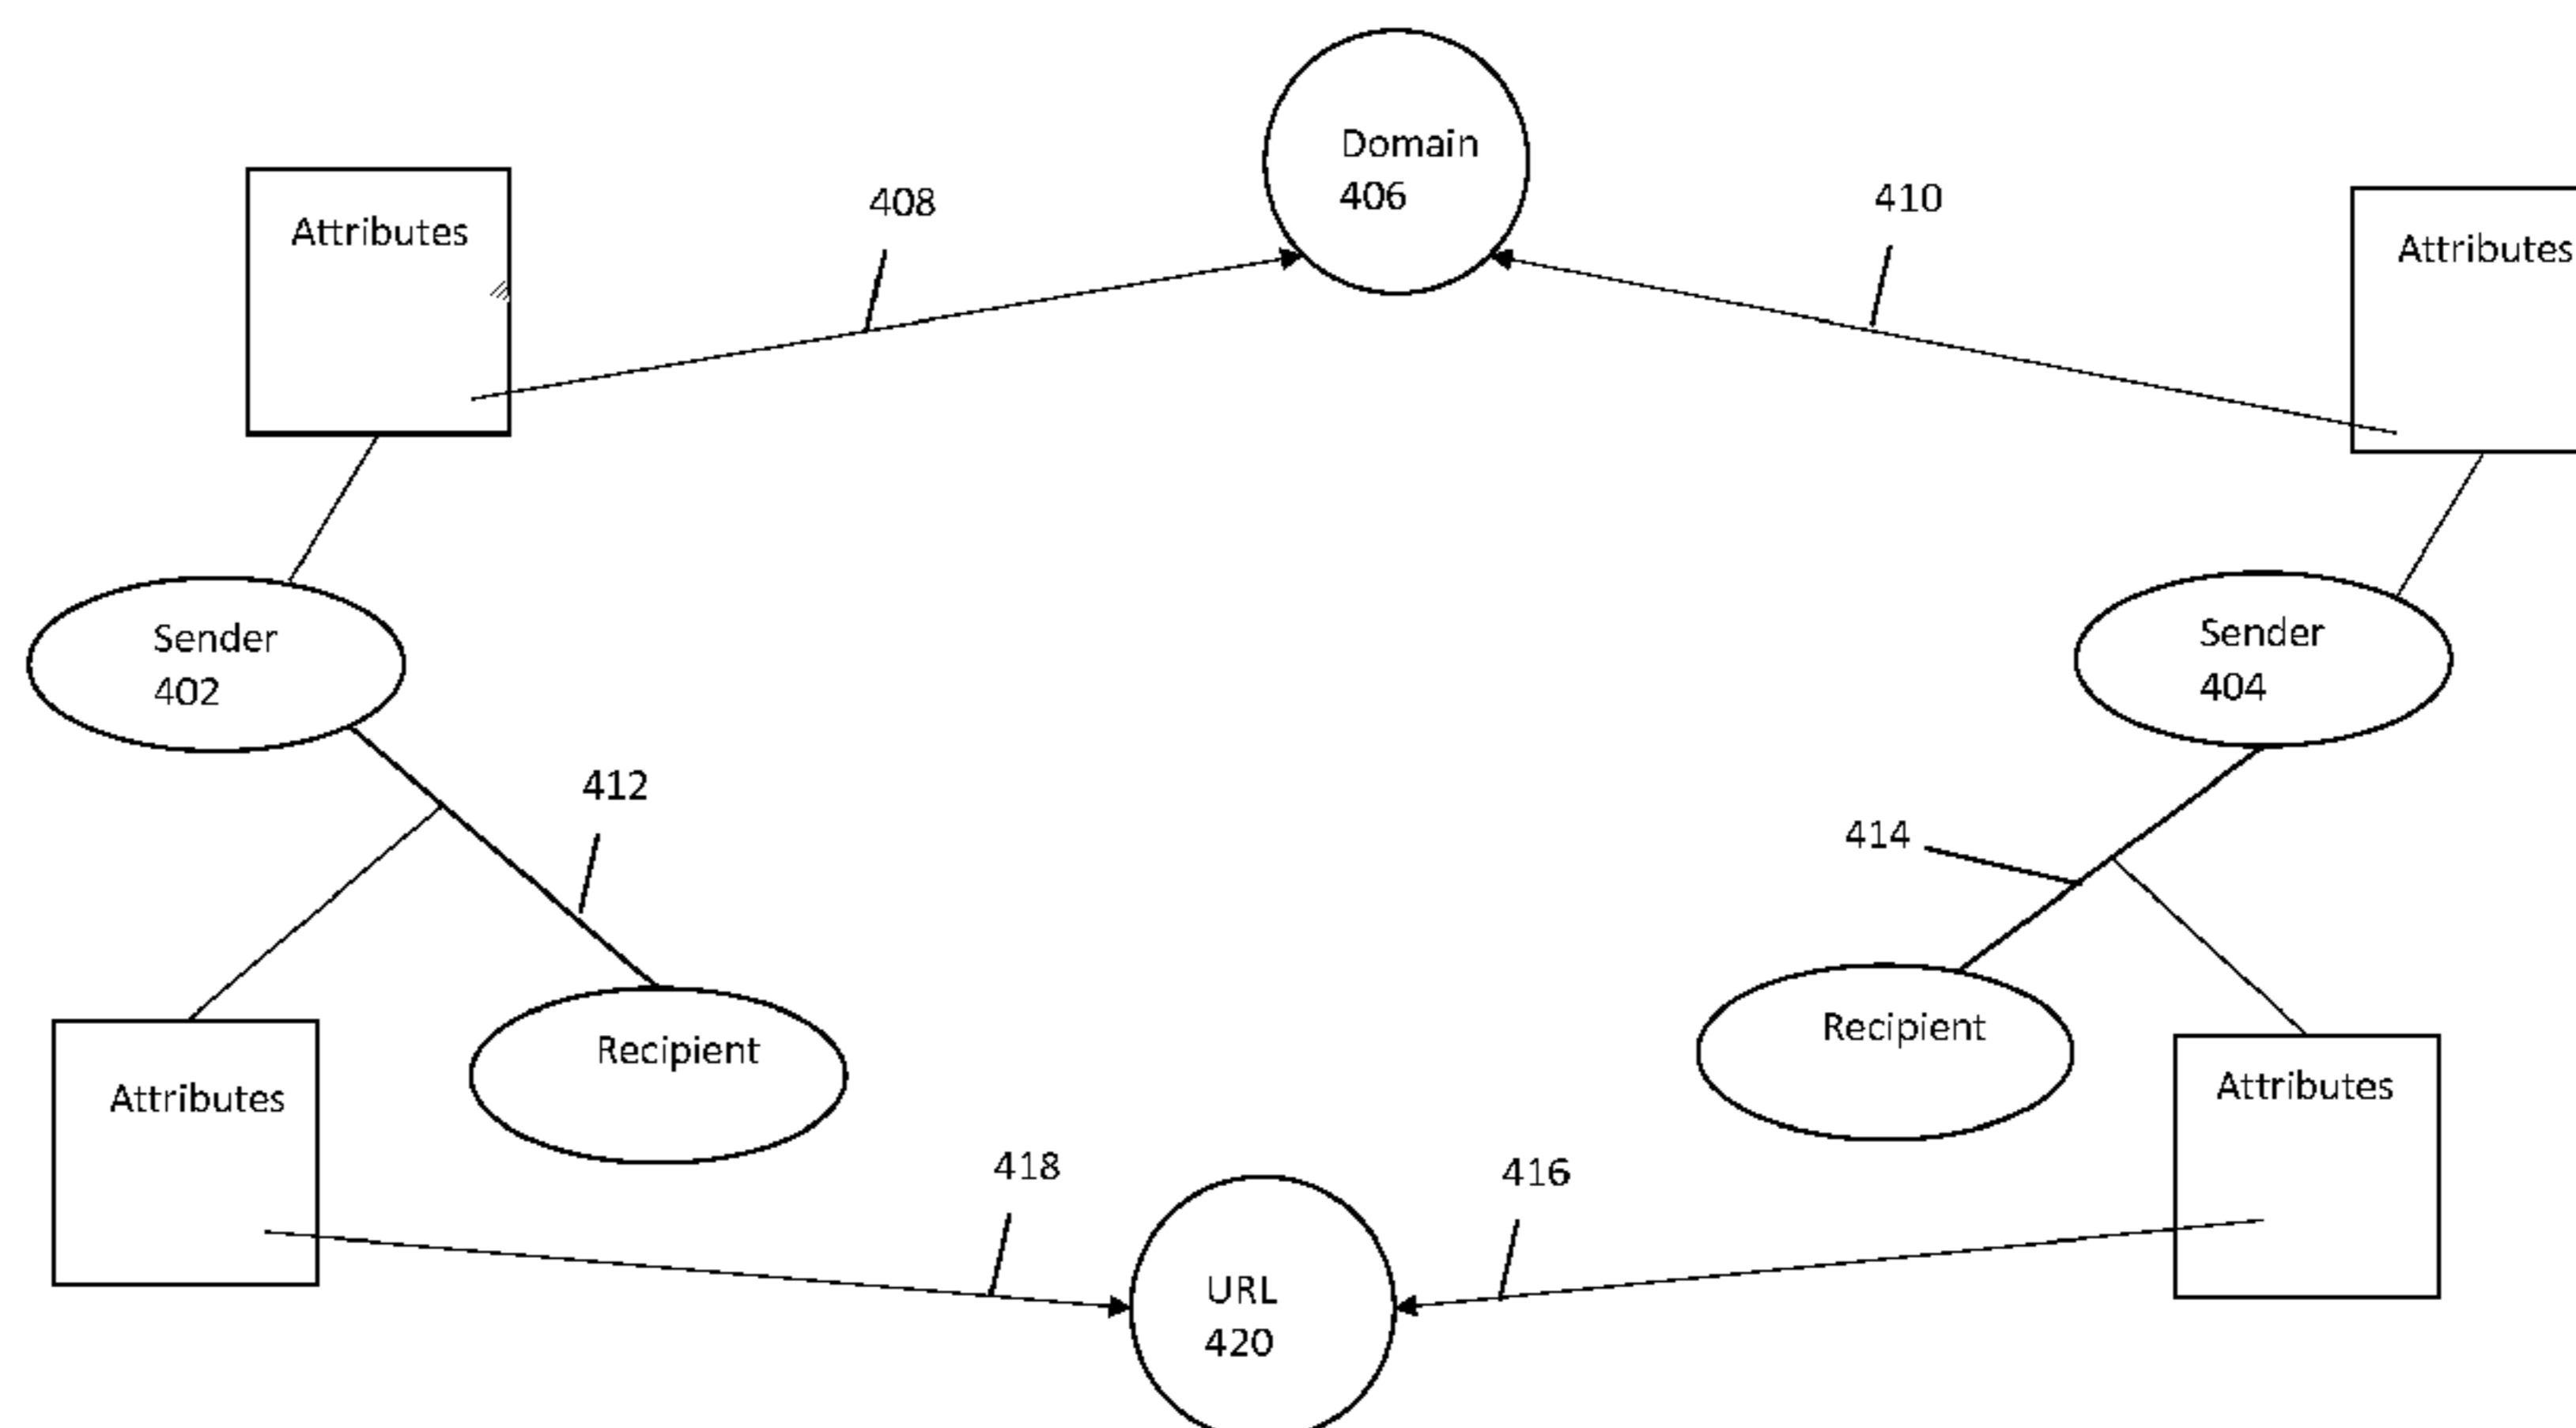 Domain
406
Attributes
408
410
Attributes
Sender
402
Sender
404
412
414
Recipient
Recipient
Attributes
Attributes
418
416
URL
420